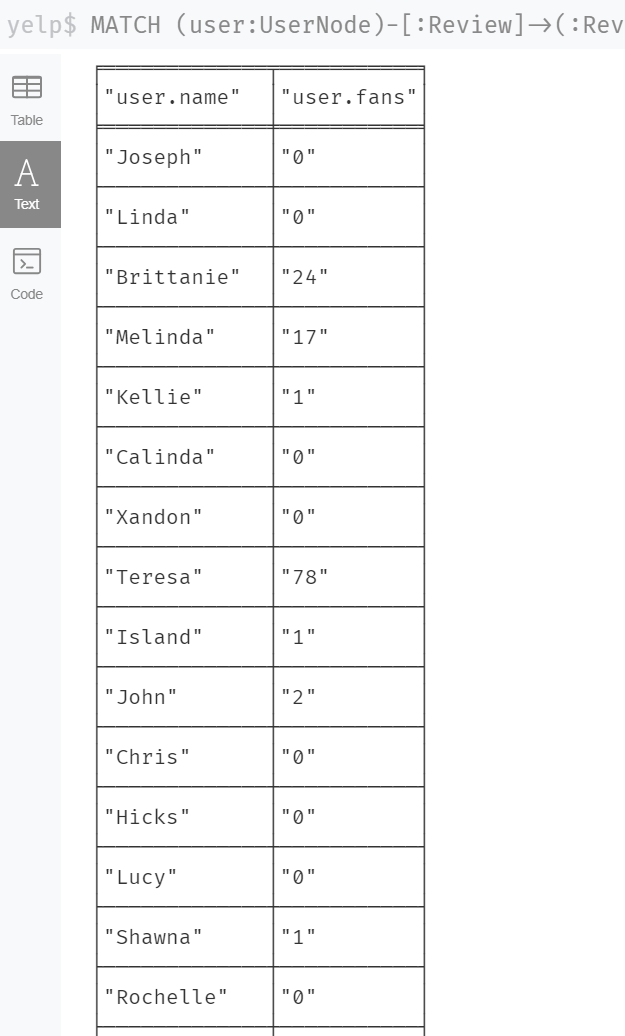 yelp$ MATCH (user:UserNode)-[:Review]→(:Rev
Table
Text
Code
"user.name" "user.fans"
"Joseph" "0"
"Linda" "0"
"Brittanie" "24"
"Melinda" "17"
"Kellie" "1"
"Calinda" "0"
"Xandon" "0"
"Teresa" "78"
"Island" "1"
"John" "2"
"Chris" "0"
"Hicks" "0"
"Lucy" "0"
"Shawna" "1"
"Rochelle" "0"